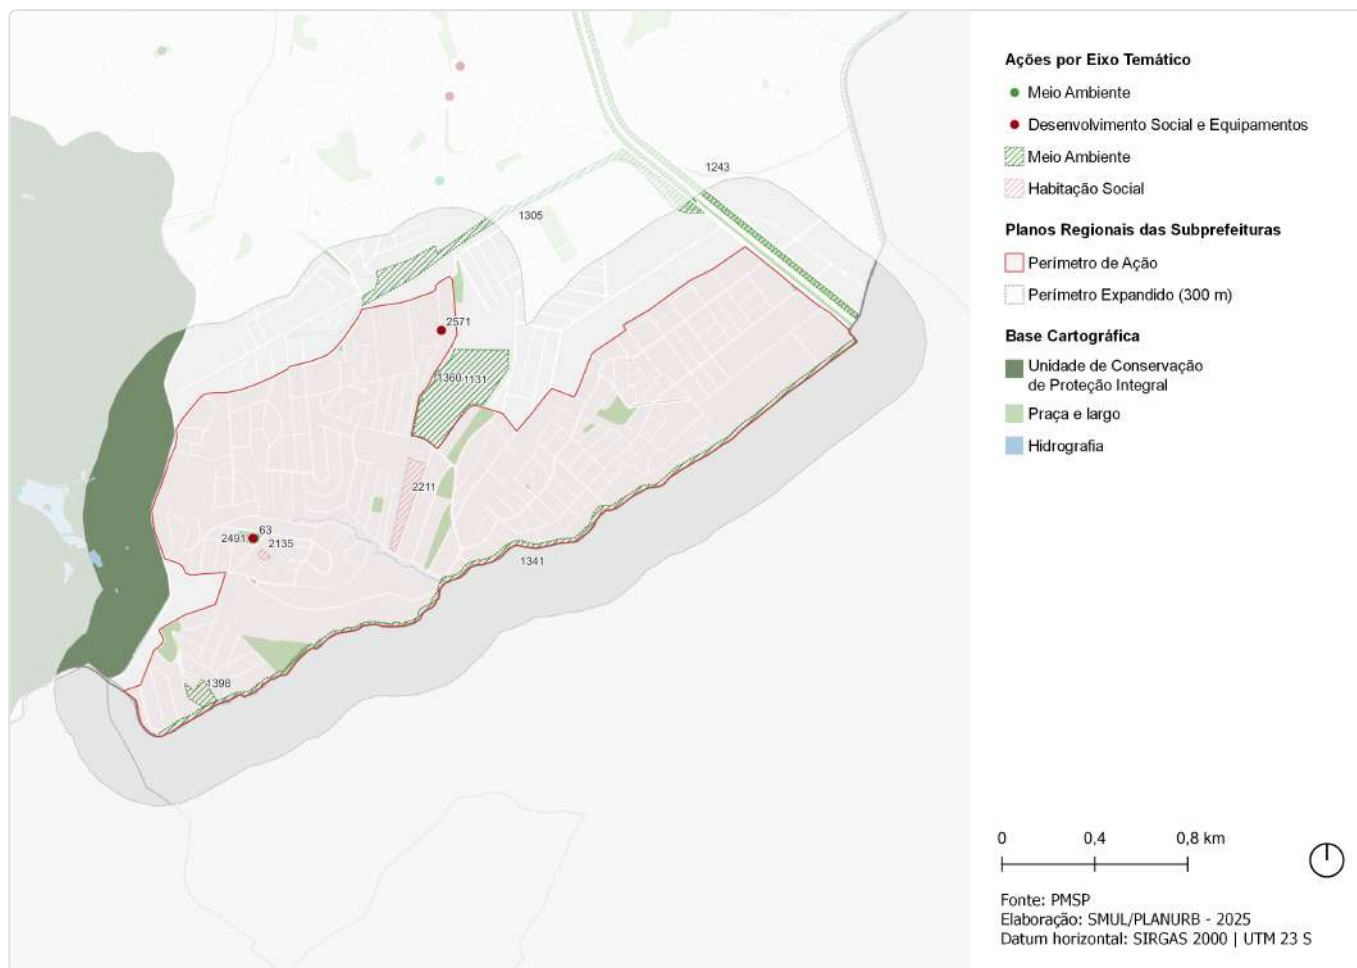 1243
1305
2571
1360
1131
2211
63
2491
2135
1341
1398
Ações por Eixo Temático
Meio Ambiente
Desenvolvimento Social e Equipamentos
Meio Ambiente
Habitação Social
Planos Regionais das Subprefeituras
Perímetro de Ação
Perímetro Expandido (300 m)
Base Cartográfica
Unidade de Conservação
de Proteção Integral
Praça e largo
Hidrografia
0 0,4 0,8 km
Fonte: PMSP
Elaboração: SMUL/PLANURB - 2025
Datum horizontal: SIRGAS 2000 | UTM 23 S